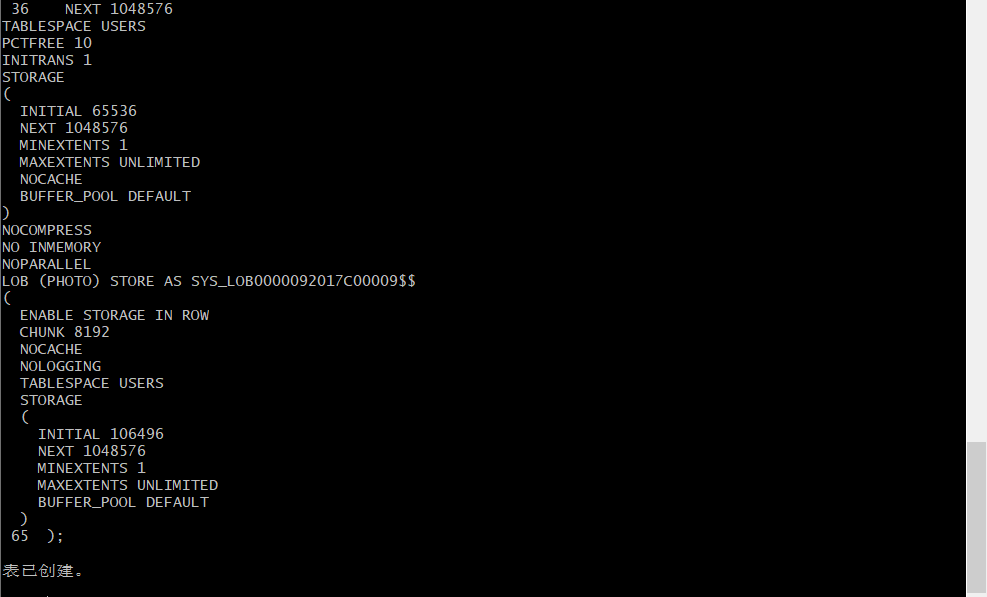 36    NEXT 1048576
TABLESPACE USERS
PCTFREE 10
INITRANS 1
STORAGE
(
  INITIAL 65536
  NEXT 1048576
  MINEXTENTS 1
  MAXEXTENTS UNLIMITED
  NOCACHE
  BUFFER_POOL DEFAULT
)
NOCOMPRESS
NO INMEMORY
NOPARALLEL
LOB (PHOTO) STORE AS SYS_LOB0000092017C00009$$
(
  ENABLE STORAGE IN ROW
  CHUNK 8192
  NOCACHE
  NOLOGGING
  TABLESPACE USERS
  STORAGE
  (
    INITIAL 106496
    NEXT 1048576
    MINEXTENTS 1
    MAXEXTENTS UNLIMITED
    BUFFER_POOL DEFAULT
  )
65  );
表已创建。